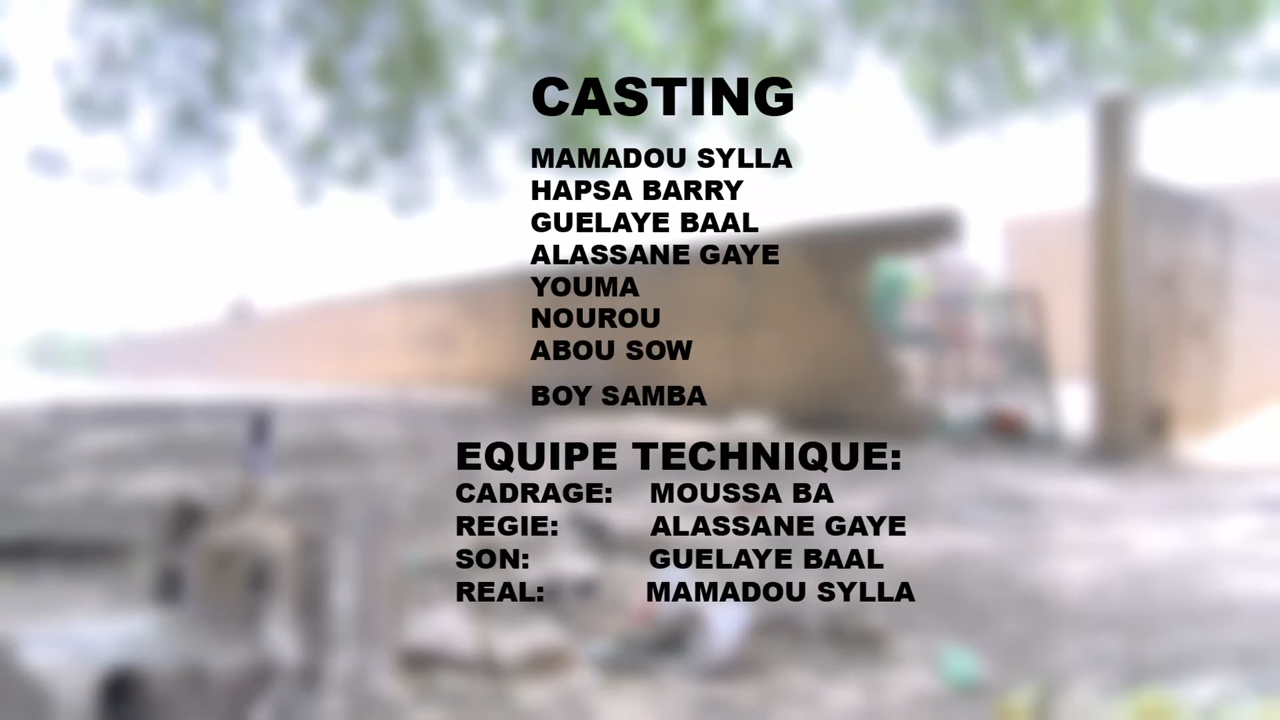 CASTING
MAMADOU SYLLA
HAPSA BARRY
GUELAYE BAAL
ALASSANE GAYE
YOUMA
NOUROU
ABOU SOW
BOY SAMBA
EQUIPE TECHNIQUE:
CADRAGE: MOUSSA BA
REGIE: ALASSANE GAYE
SON: GUELAYE BAAL
REAL: MAMADOU SYLLA